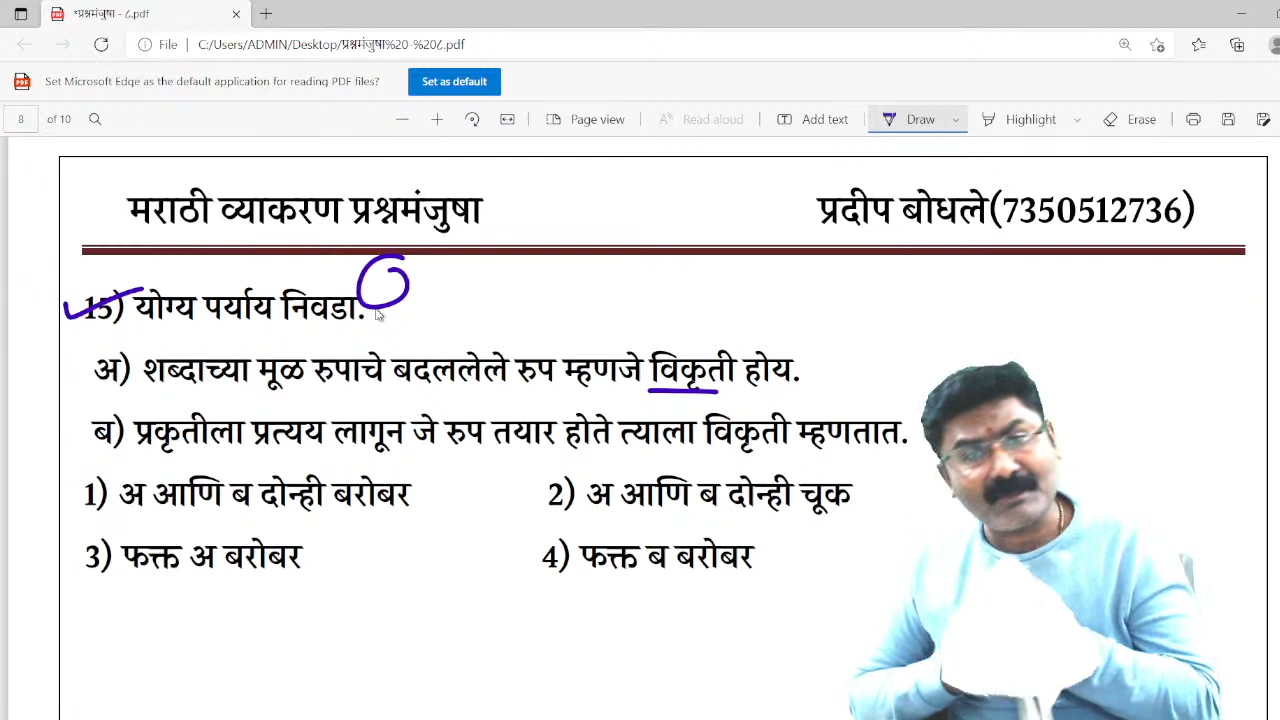 *प्रश्नमंजुषा - ८.pdf
File C:/Users/ADMIN/Desktop/प्रश्नमंजुषा%20-%20८.pdf
Set Microsoft Edge as the default application for reading PDF files? Set as default
8 of 10 Page view Read aloud Add text Draw Highlight Erase
मराठी व्याकरण प्रश्नमंजुषा प्रदीप बोधले(7350512736)
15) योग्य पर्याय निवडा.
अ) शब्दाच्या मूळ रुपाचे बदललेले रुप म्हणजे विकृती होय.
ब) प्रकृतीला प्रत्यय लागून जे रुप तयार होते त्याला विकृती म्हणतात.
1) अ आणि ब दोन्ही बरोबर 2) अ आणि ब दोन्ही चूक
3) फक्त अ बरोबर 4) फक्त ब बरोबर